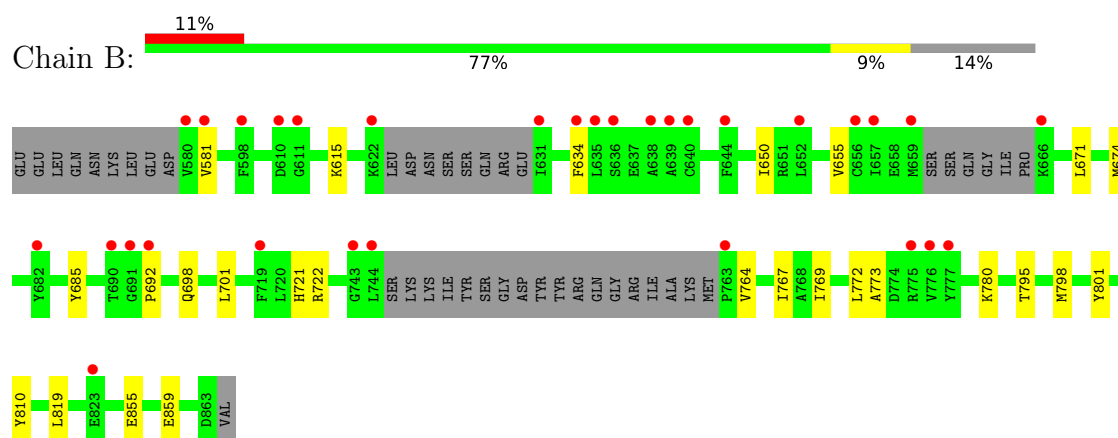 11%
Chain B:
77% 9% 14%
GLU GLU LEU GLN ASN LYS LEU GLU ASP V580 V581 F598 D610 G611 K615 K622 LEU ASP ASN SER SER GLN ARG GLU I631 F634 L635 S636 E637 A638 A639 C640 F644 I650 R651 L652 V655 C656 I657 E658 M659 SER SER GLN GLY ILE PRO K666 L671 M674
Y682 Y685 T690 G691 P692 Q698 L701 F719 L720 H721 R722 G743 L744 SER LYS LYS ILE TYR SER GLY ASP TYR TYR ARG GLN GLY ARG ILE ALA LYS MET P763 V764 I767 A768 I769 L772 A773 D774 R775 V776 Y777 K780 T795 M798 Y801
Y810 L819 E823 E855 E859 D863 VAL